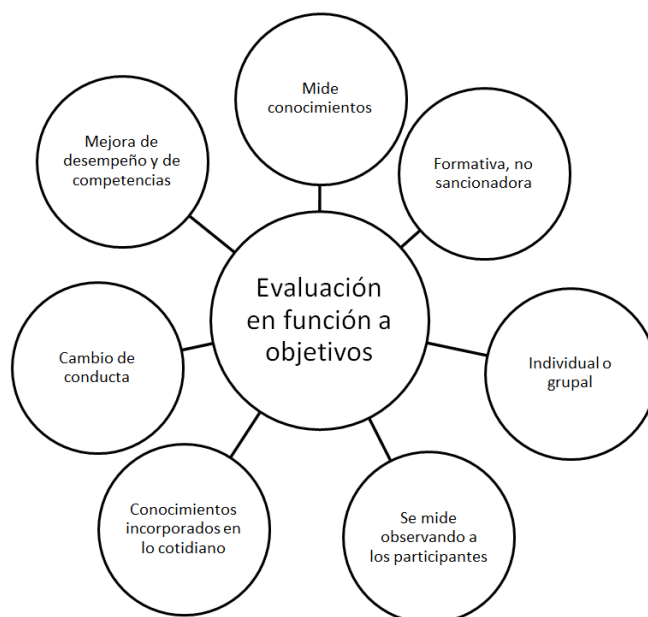 Mide
conocimientos
Formativa, no
sancionadora
Individual o
grupal
Se mide
observando a
los participantes
Conocimientos
incorporados en
lo cotidiano
Cambio de
conducta
Mejora de
desempeño y de
competencias
Evaluación
en función a
objetivos